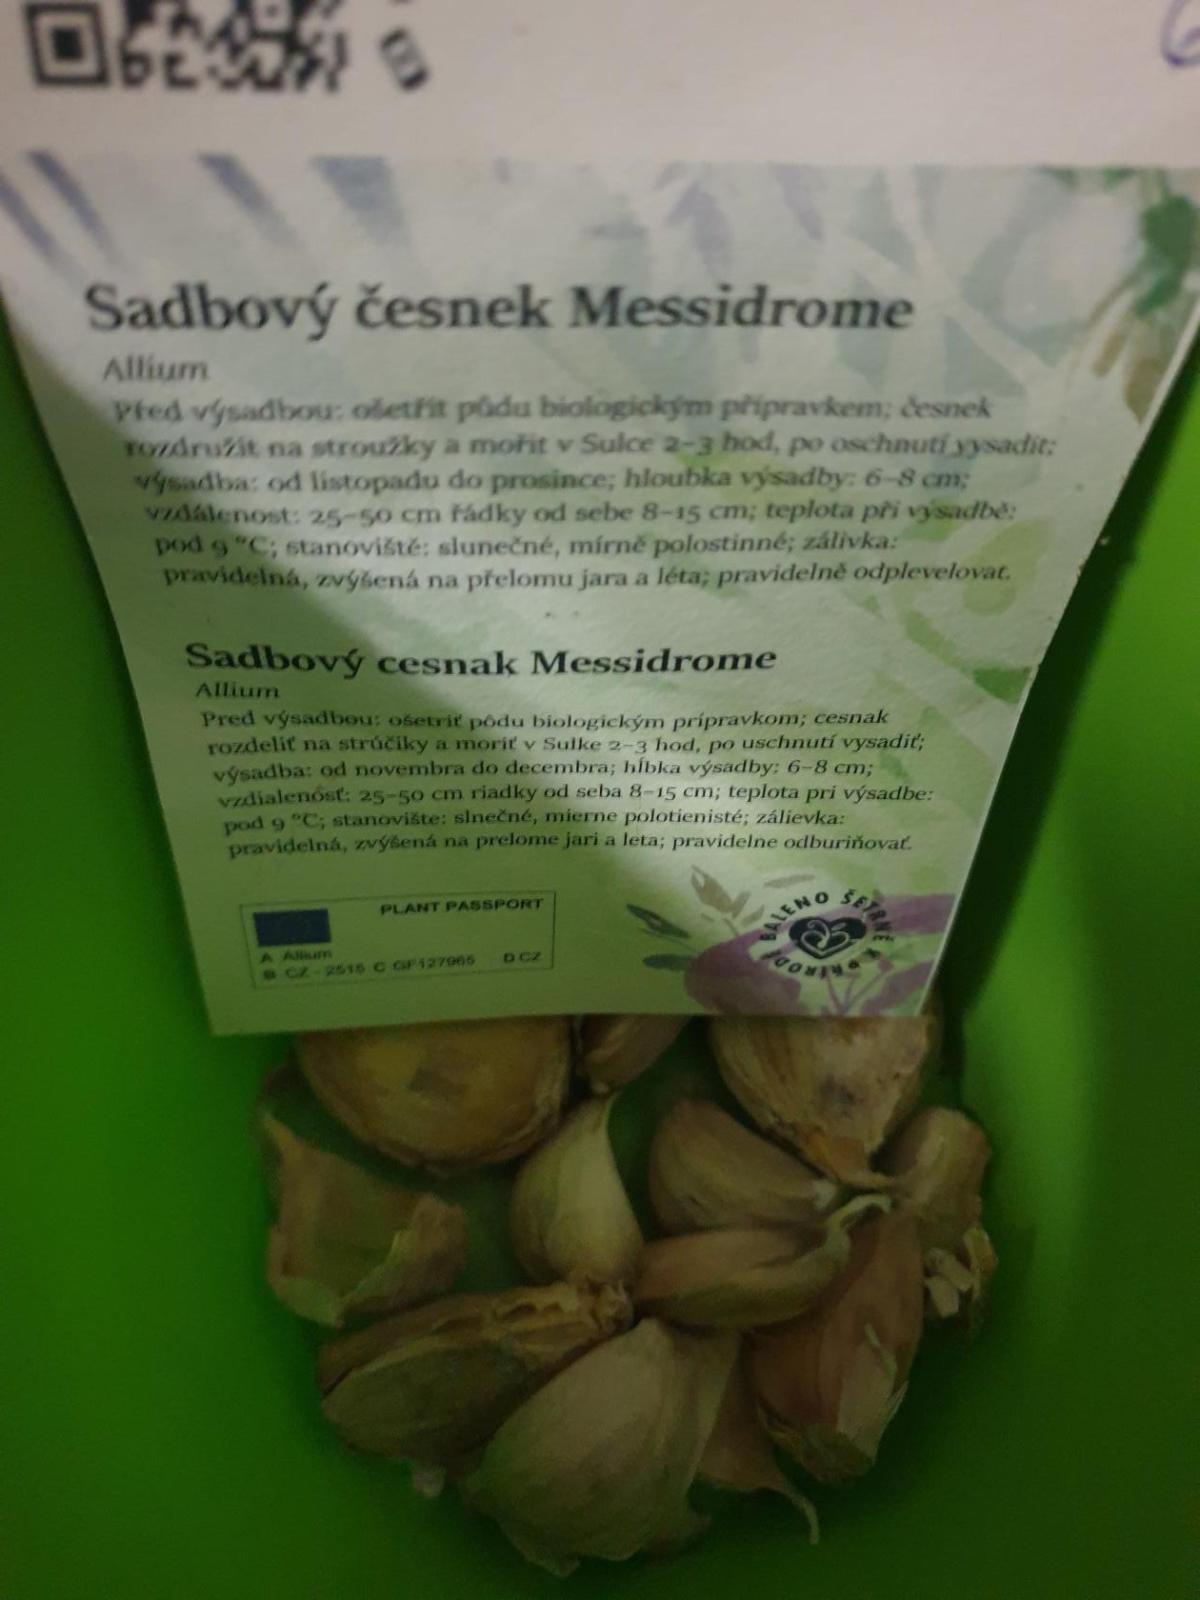 Sadbový česnek Messidrome
Allium
Před výsadbou: ošetřit půdu biologickým přípravkem; česnek
rozdružit na stroužky a mořit v Sulce 2-3 hod, po oschnutí vysadit;
výsadba: od listopadu do prosince; hloubka výsadby: 6-8 cm;
vzdálenost: 25-50 cm řádky od sebe 8-15 cm; teplota při výsadbě:
pod 9 °C; stanoviště: slunečné, mírně polostinné; zálivka:
pravidelná, zvýšená na přelomu jara a léta; pravidelně odplevelovat.
Sadbový cesnak Messidrome
Allium
Pred výsadbou: ošetriť pôdu biologickým prípravkom; cesnak
rozdeliť na strúčiky a moriť v Sulke 2-3 hod, po uschnutí vysadiť;
výsadba: od novembra do decembra; hĺbka výsadby: 6-8 cm;
vzdialenosť: 25-50 cm riadky od seba 8-15 cm; teplota pri výsadbe:
pod 9 °C; stanovište: slnečné, mierne polotienisté; zálievka:
pravidelná, zvýšená na prelome jari a leta; pravidelne odburiňovať.
PLANT PASSPORT
A Allium
B CZ - 2515 C GF127965 D CZ
BALENO ŠETRNĚ K PŘÍRODĚ